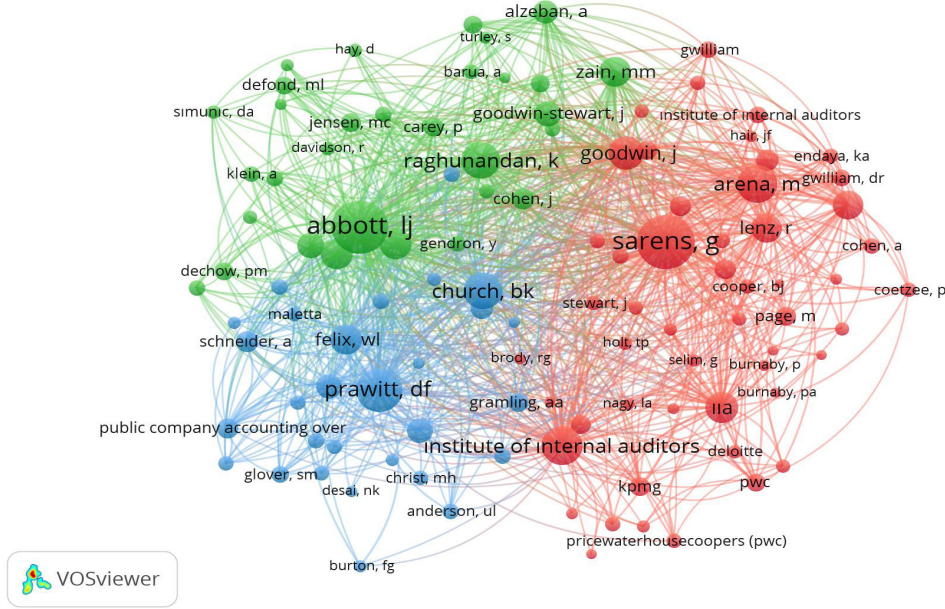 alzeban, a
turley, s
hay, d
gwilliam
barua, a
zain, mm
defond, ml
simunic, da
goodwin-stewart, j
institute of internal auditors
jensen, mc
carey, p
hair, jf
davidson, r
raghunandan, k
goodwin, j
endaya, ka
klein, a
arena, m
gwilliam, dr
cohen, j
abbott, lj
lenz, r
gendron, y
sarens, g
cohen, a
dechow, pm
church, bk
cooper, bj
coetzee, p
stewart, j
maletta
page, m
schneider, a
felix, wl
holt, tp
brody, rg
selim, g
burnaby, p
prawitt, df
burnaby, pa
gramling, aa
nagy, la
iia
public company accounting over
institute of internal auditors
deloitte
glover, sm
christ, mh
desai, nk
kpmg
pwc
anderson, ul
pricewaterhousecoopers (pwc)
burton, fg
VOSviewer